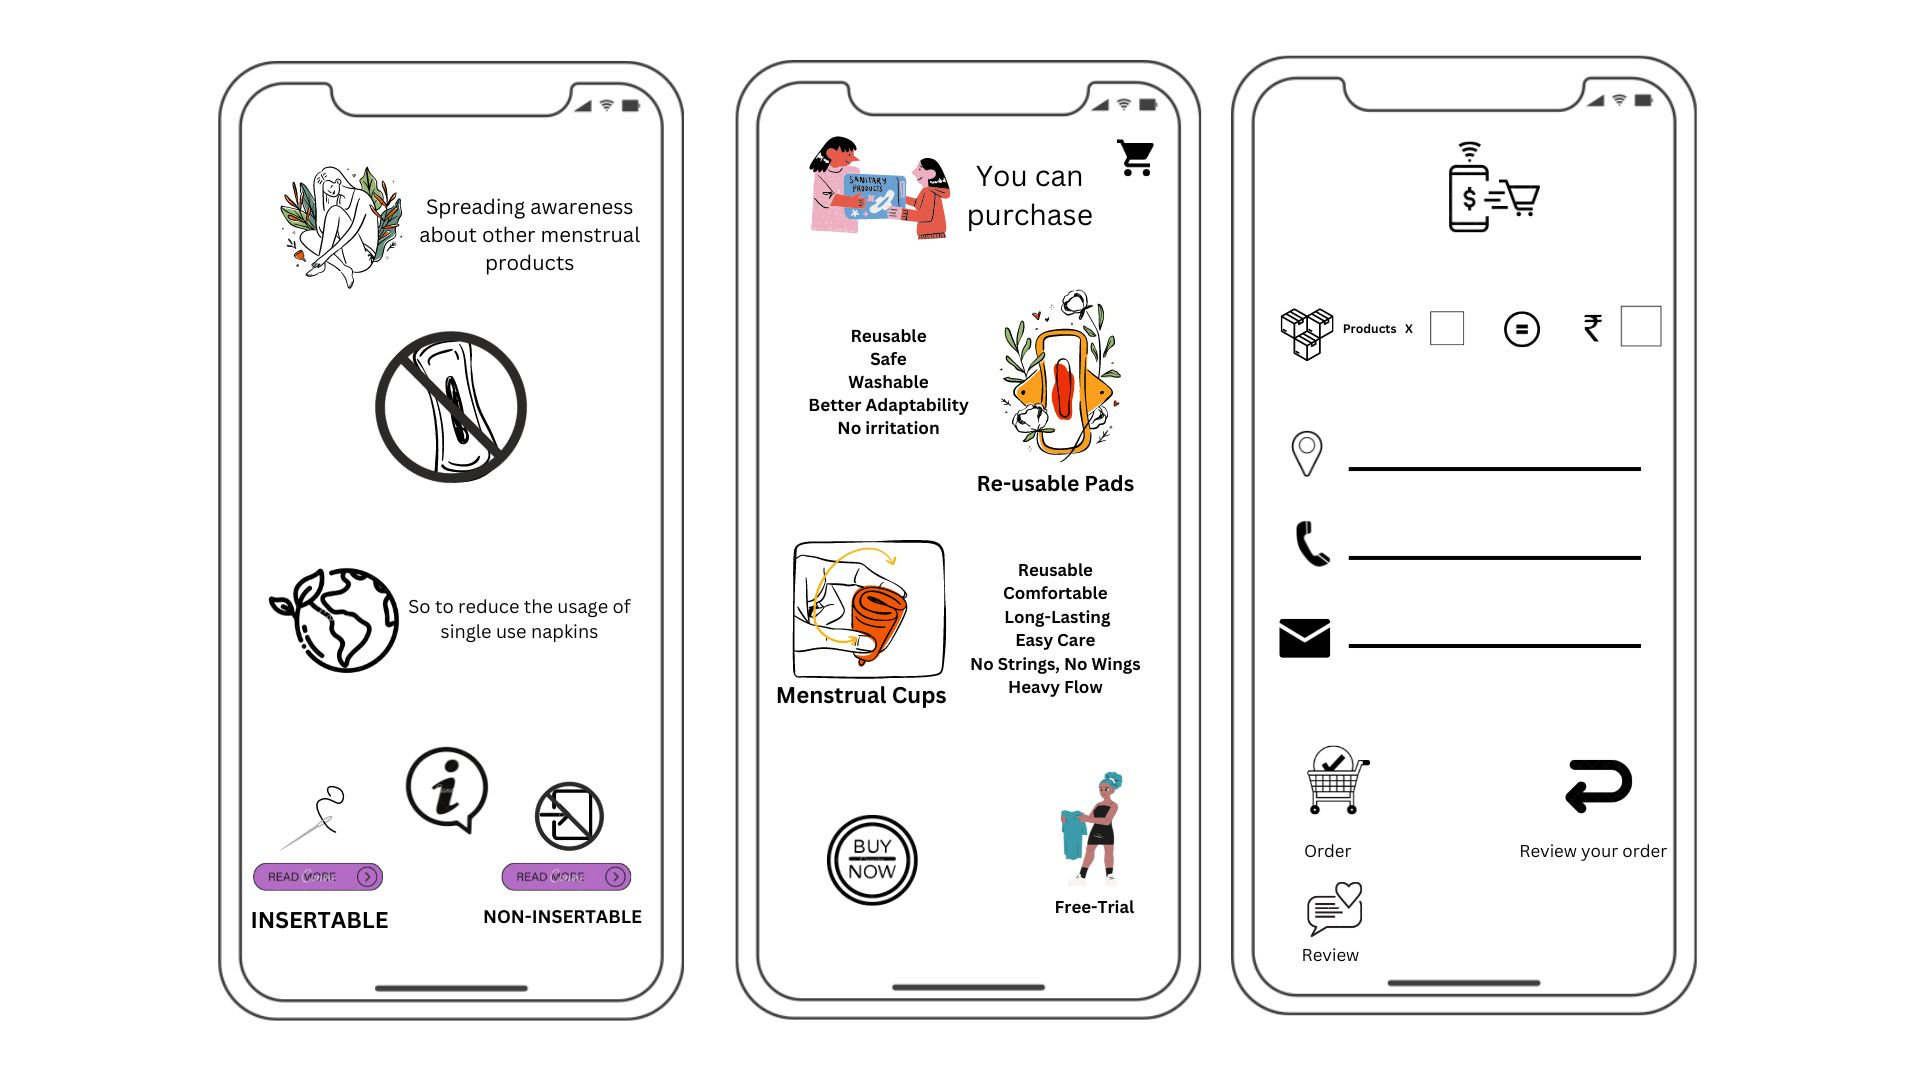 Spreading awareness
about other menstrual
products
So to reduce the usage of
single use napkins
READ MORE
INSERTABLE
READ MORE
NON-INSERTABLE
SANITARY
PRODUCTS
You can
purchase
Reusable
Safe
Washable
Better Adaptability
No irritation
Re-usable Pads
Menstrual Cups
Reusable
Comfortable
Long-Lasting
Easy Care
No Strings, No Wings
Heavy Flow
BUY
NOW
Free-Trial
$
Products X
= ₹
Order
Review your order
Review